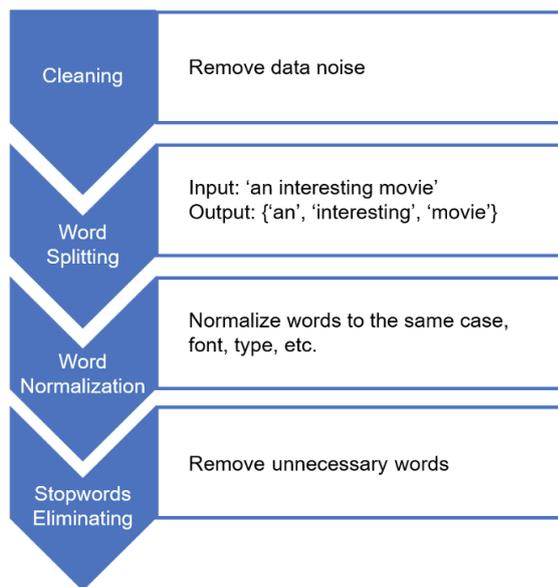 Cleaning
Remove data noise
Word
Splitting
Input: ‘an interesting movie’
Output: {‘an’, ‘interesting’, ‘movie’}
Word
Normalization
Normalize words to the same case,
font, type, etc.
Stopwords
Eliminating
Remove unnecessary words